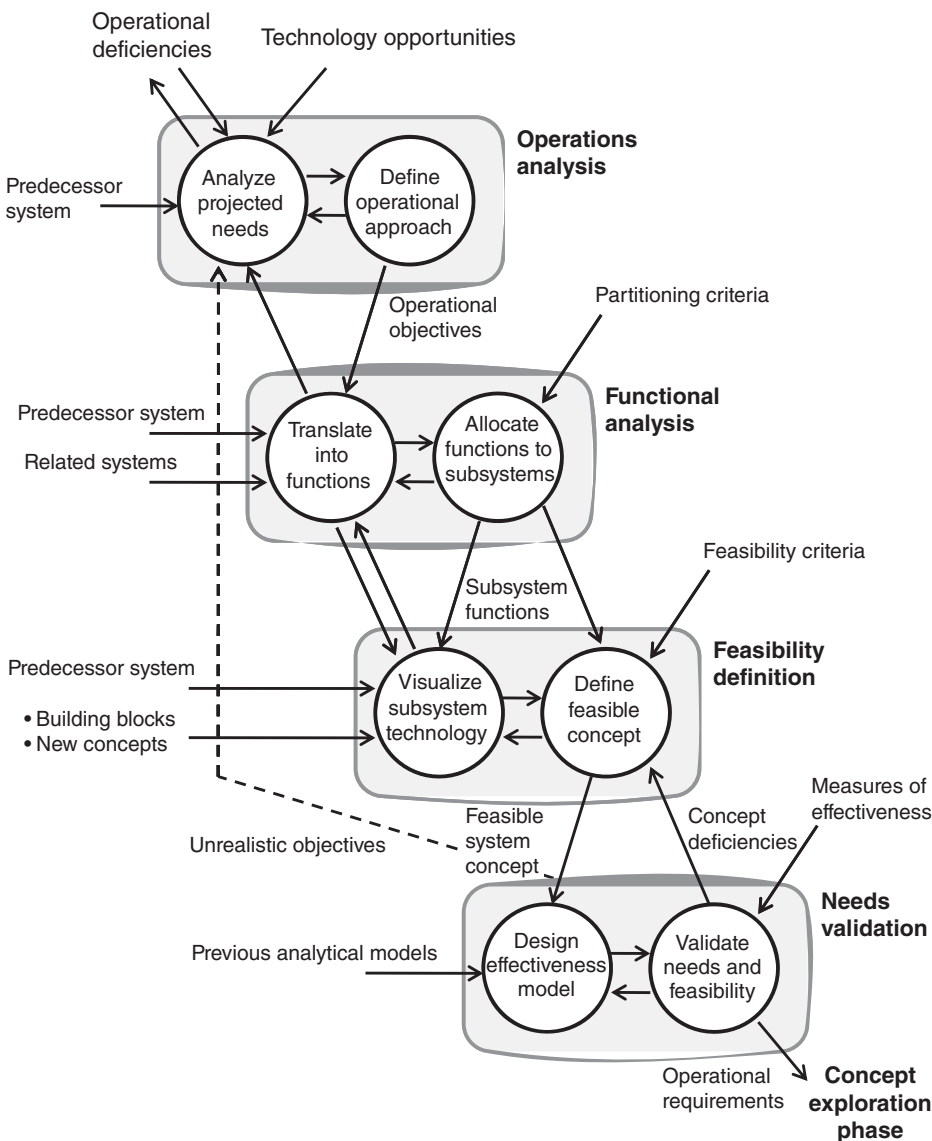 Operational
deficiencies
Technology opportunities
Operations
analysis
Predecessor
system
Analyze
projected
needs
Define
operational
approach
Operational
objectives
Partitioning criteria
Functional
analysis
Predecessor system
Related systems
Translate
into
functions
Allocate
functions to
subsystems
Feasibility criteria
Subsystem
functions
Feasibility
definition
Predecessor system
• Building blocks
• New concepts
Visualize
subsystem
technology
Define
feasible
concept
Measures of
effectiveness
Unrealistic objectives
Feasible
system
concept
Concept
deficiencies
Needs
validation
Previous analytical models
Design
effectiveness
model
Validate
needs and
feasibility
Operational
requirements
Concept
exploration
phase